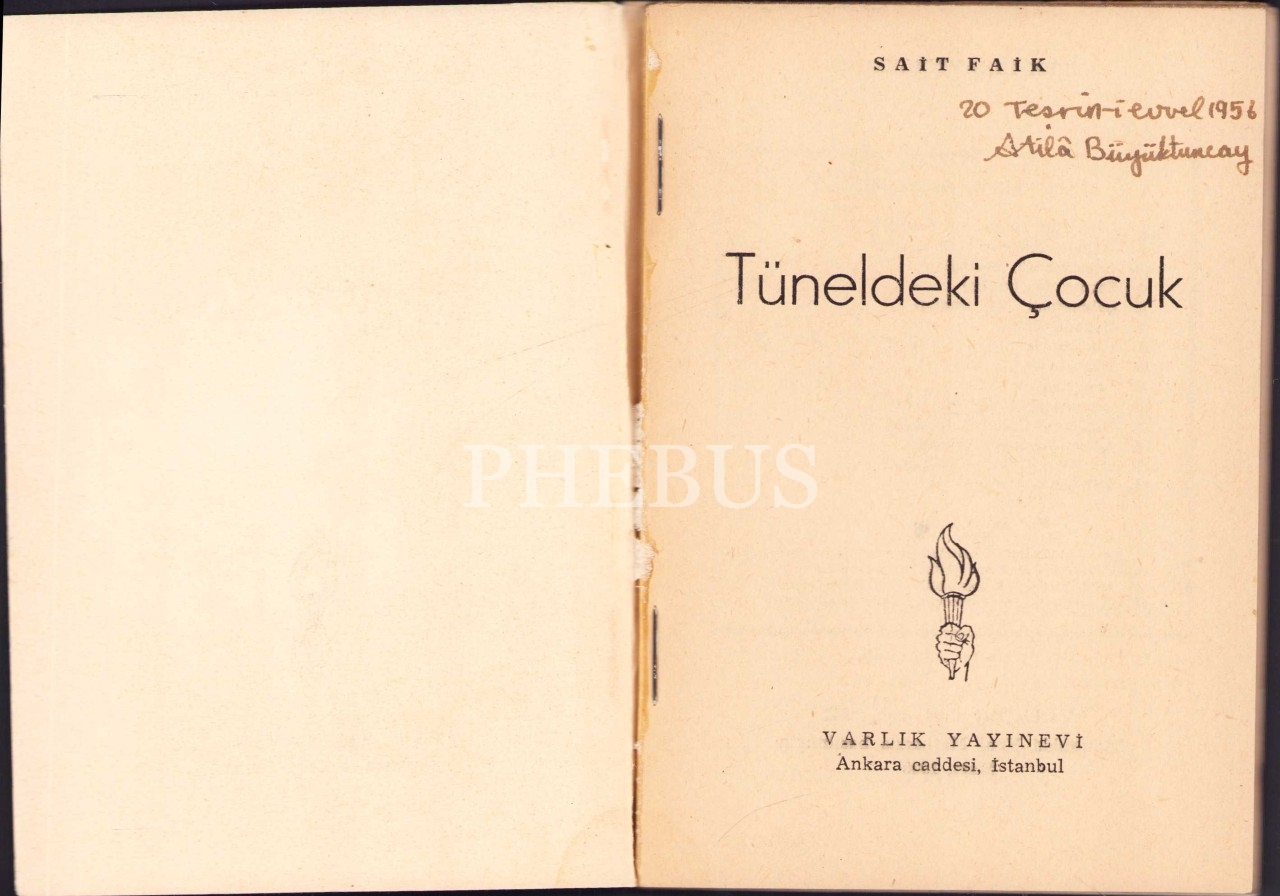 SAİT FAİK
20 Teşrin-i evvel 1956
Atilâ Büyüktuncay
Tüneldeki Çocuk
PHEBUS
VARLIK YAYINEVİ
Ankara caddesi, İstanbul